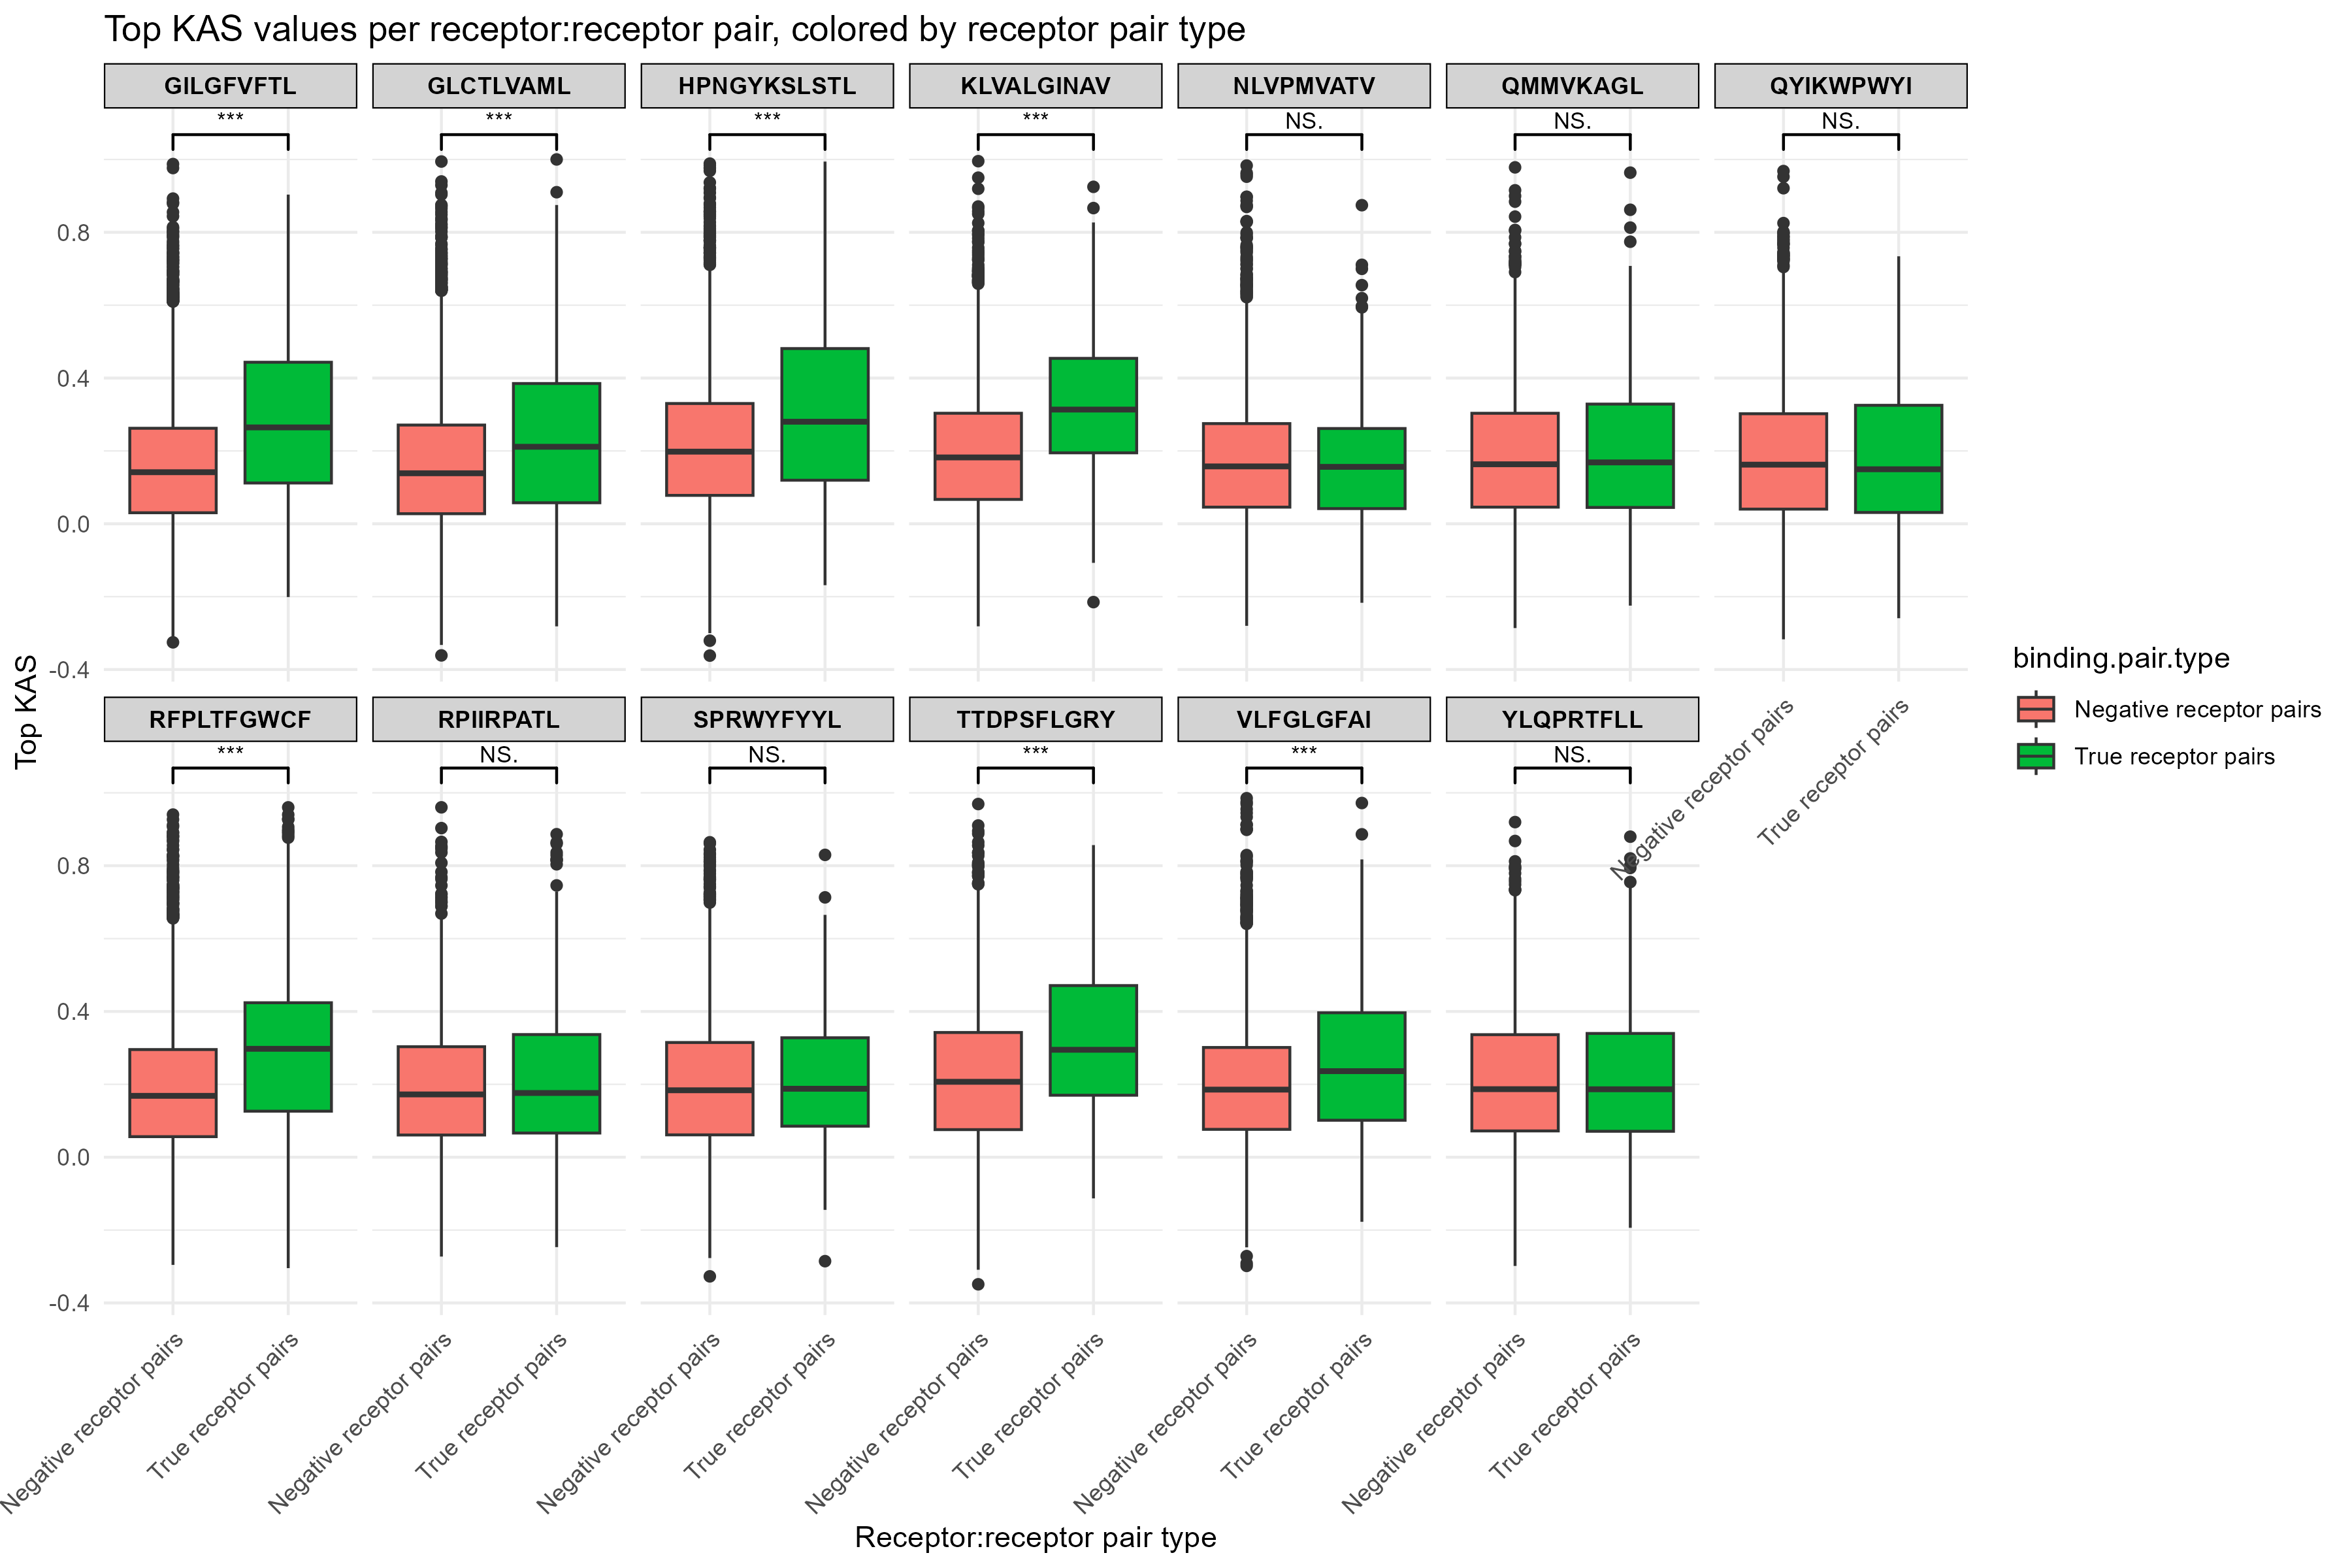 Top KAS values per receptor:receptor pair, colored by receptor pair type
GILGFVFTL
GLCTLVAML
HPNGYKSLSTL
KLVALGINAV
NLVPMVATV
QMMVKAGL
QYIKWPWYI
***
***
***
***
NS.
NS.
NS.
0.8
0.4
0.0
-0.4
Negative receptor pairs
True receptor pairs
Top KAS
RFPLTFGWCF
RPIIRPATL
SPRWYFYYL
TTDPSFLGRY
VLFGLGFAI
YLQPRTFLL
***
NS.
NS.
***
***
NS.
0.8
0.4
0.0
-0.4
Negative receptor pairs
True receptor pairs
Negative receptor pairs
True receptor pairs
Negative receptor pairs
True receptor pairs
Negative receptor pairs
True receptor pairs
Negative receptor pairs
True receptor pairs
Negative receptor pairs
True receptor pairs
Receptor:receptor pair type
binding.pair.type
Negative receptor pairs
True receptor pairs